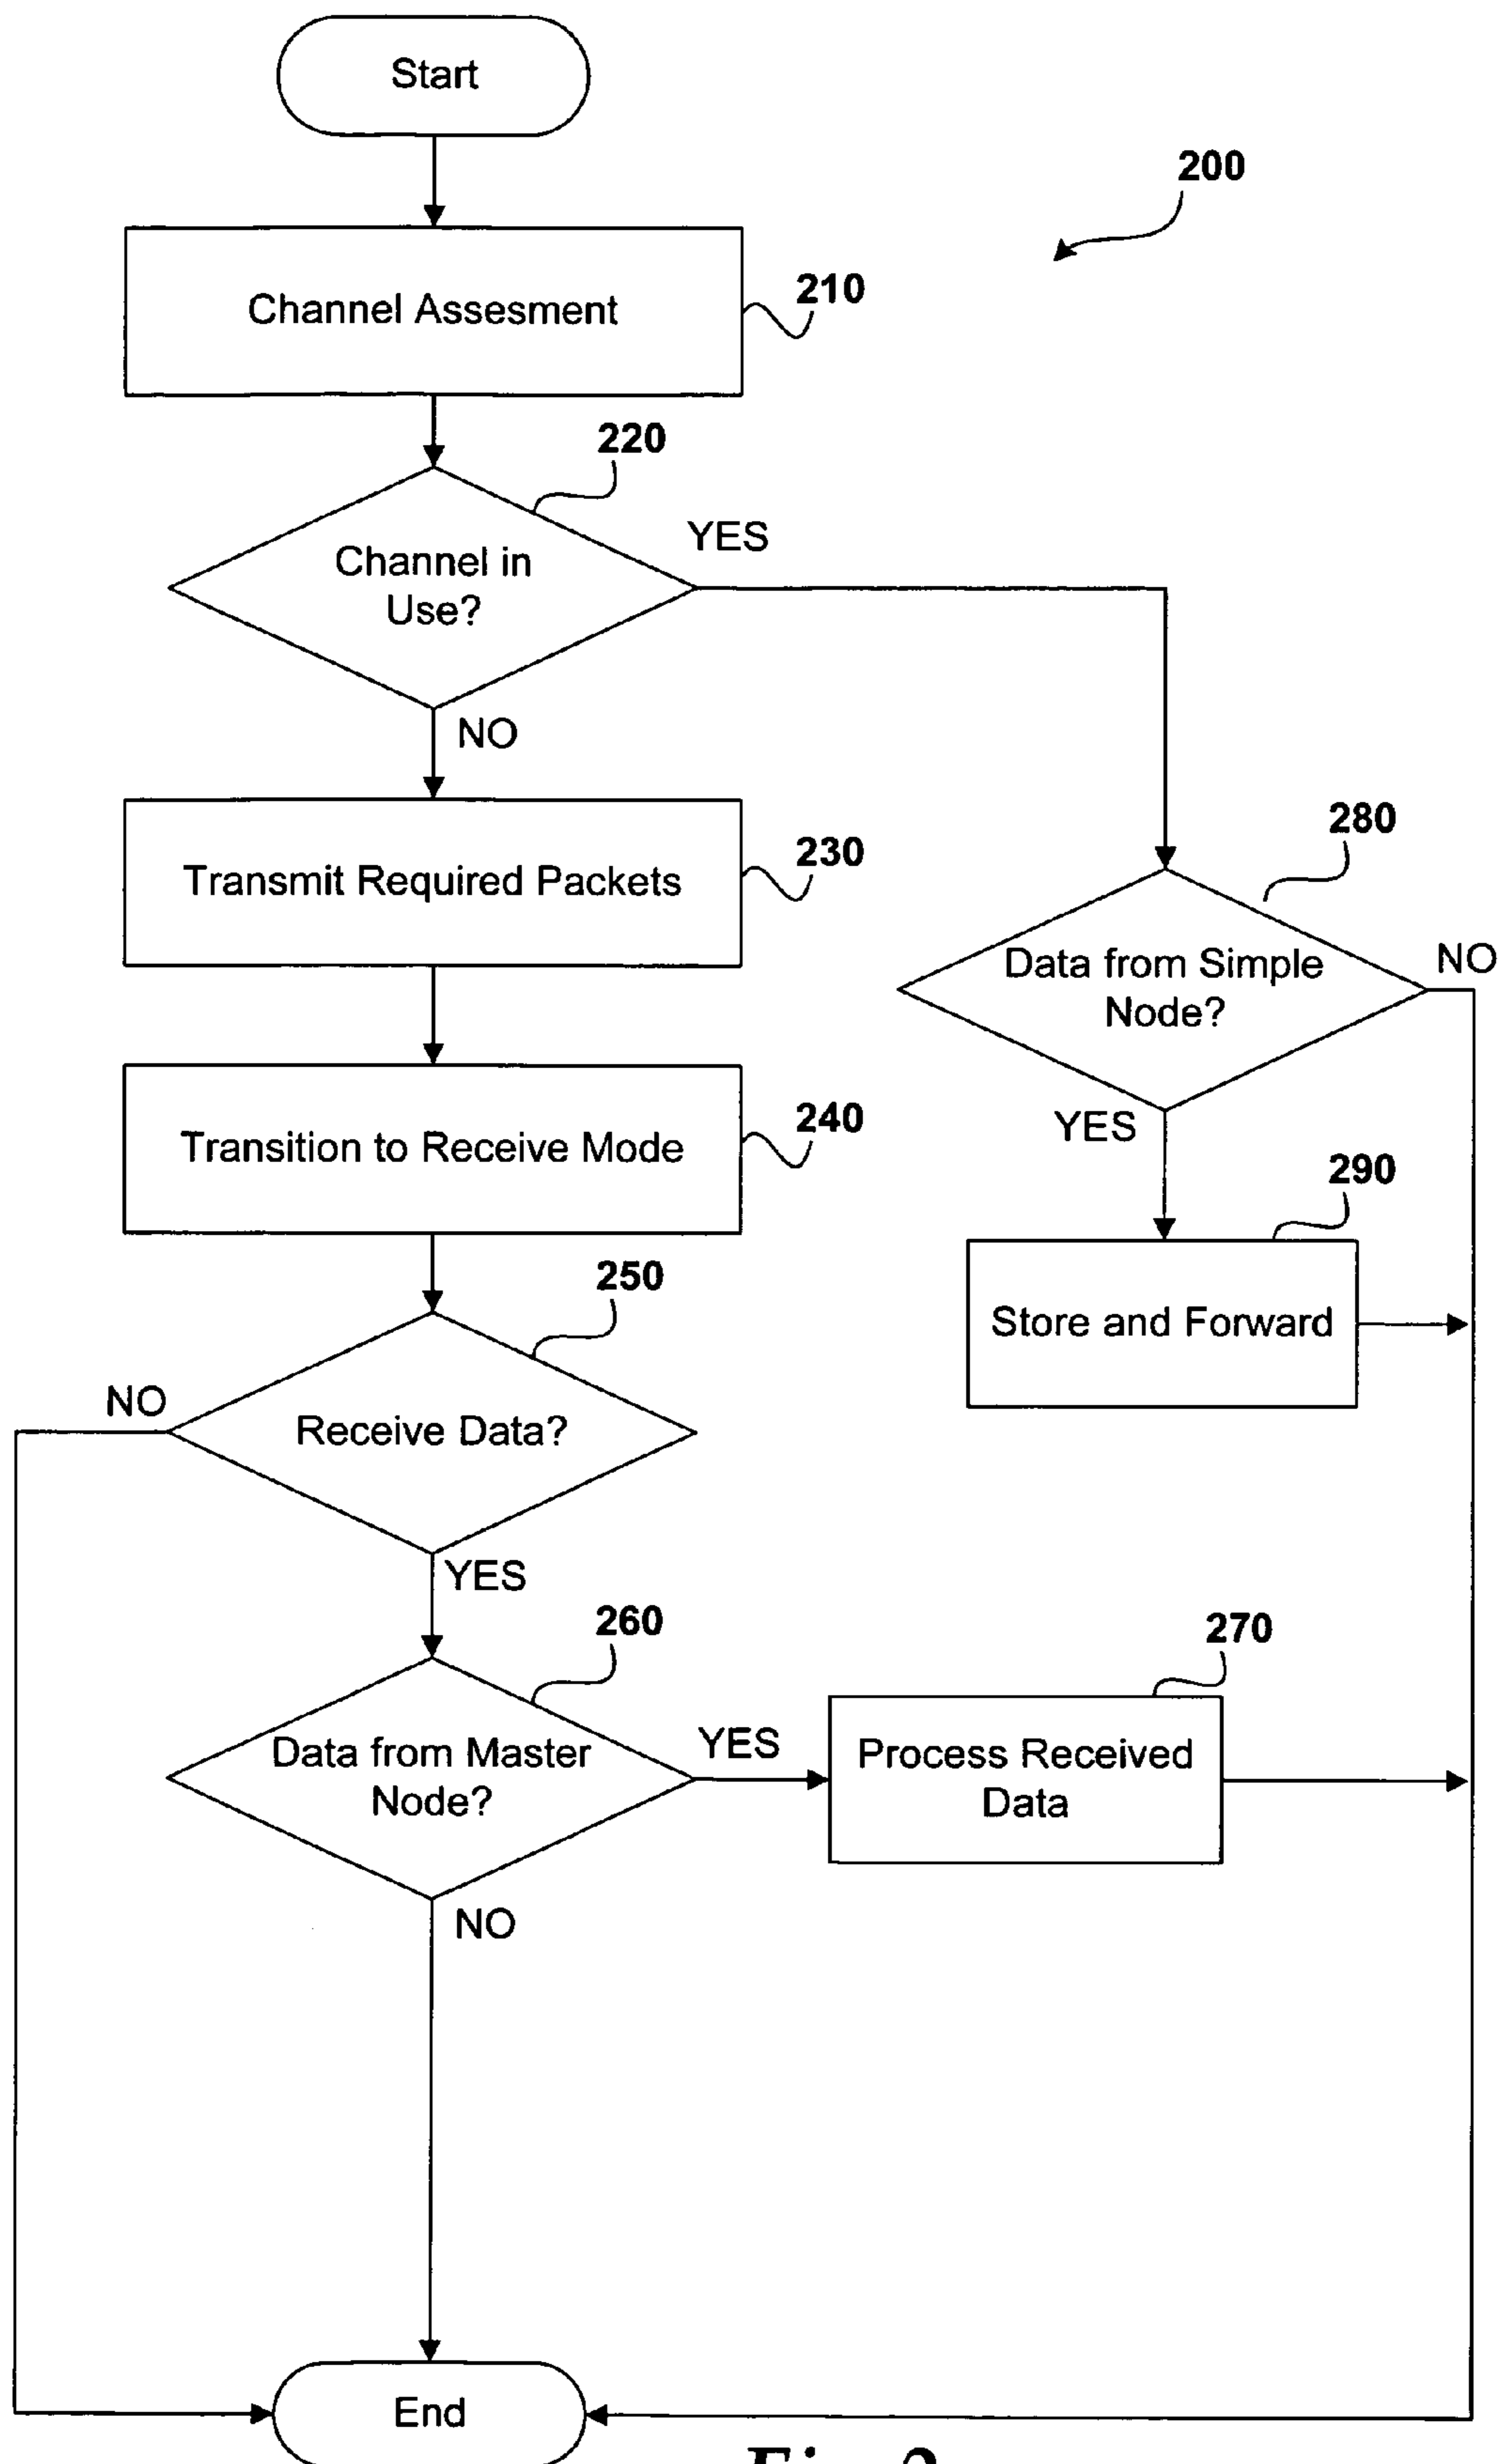 Start
200
Channel Assesment
210
220
Channel in
Use?
YES
NO
Transmit Required Packets
230
280
Data from Simple
Node?
NO
YES
Transition to Receive Mode
240
290
Store and Forward
250
Receive Data?
NO
YES
260
Data from Master
Node?
YES
270
Process Received
Data
NO
End